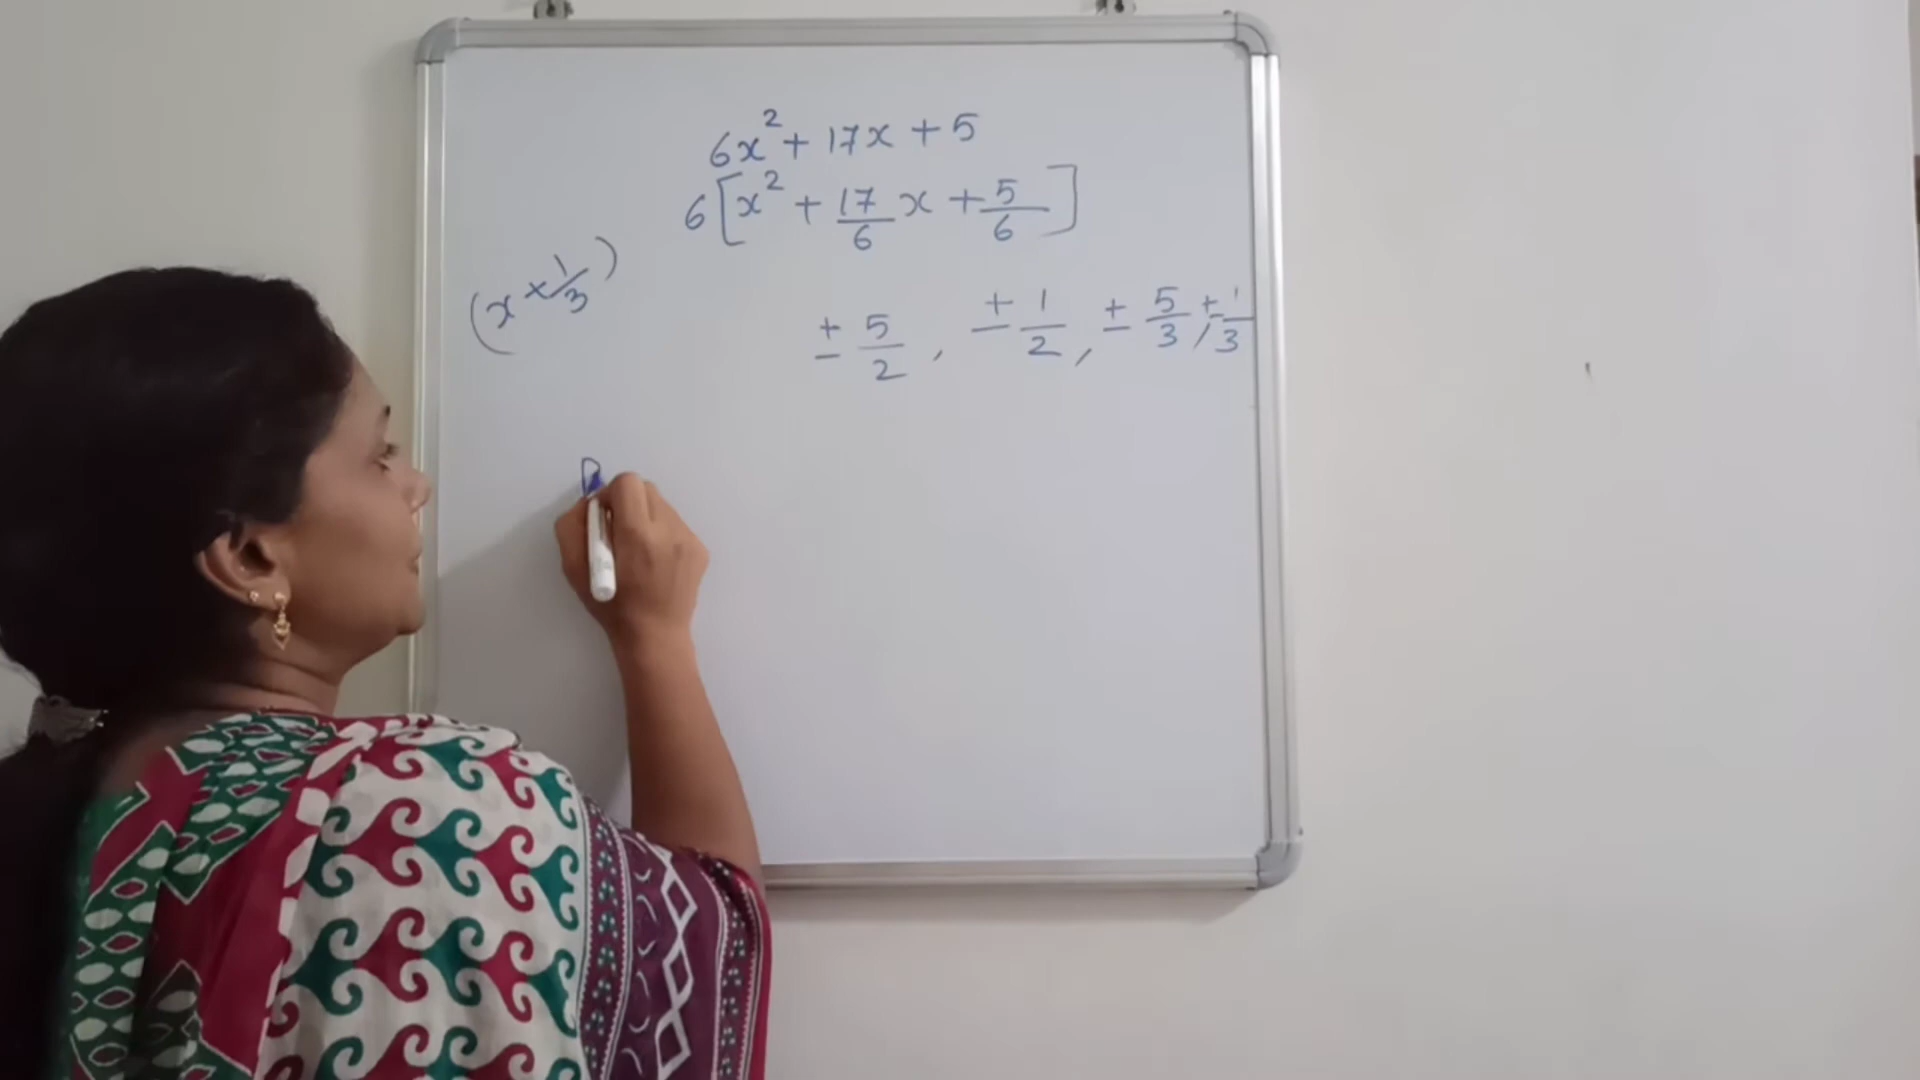 6x² + 17x + 5
6[x² + 17/6 x + 5/6]
(x + 1/3)
± 5/2, ± 1/2, ± 5/3, ± 1/3